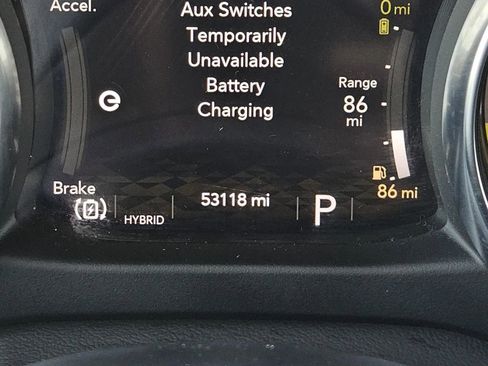 Accel.
Aux Switches
Temporarily
Unavailable
Battery
Charging
0 mi
Range
86
mi
86 mi
Brake
HYBRID
53118 mi
P